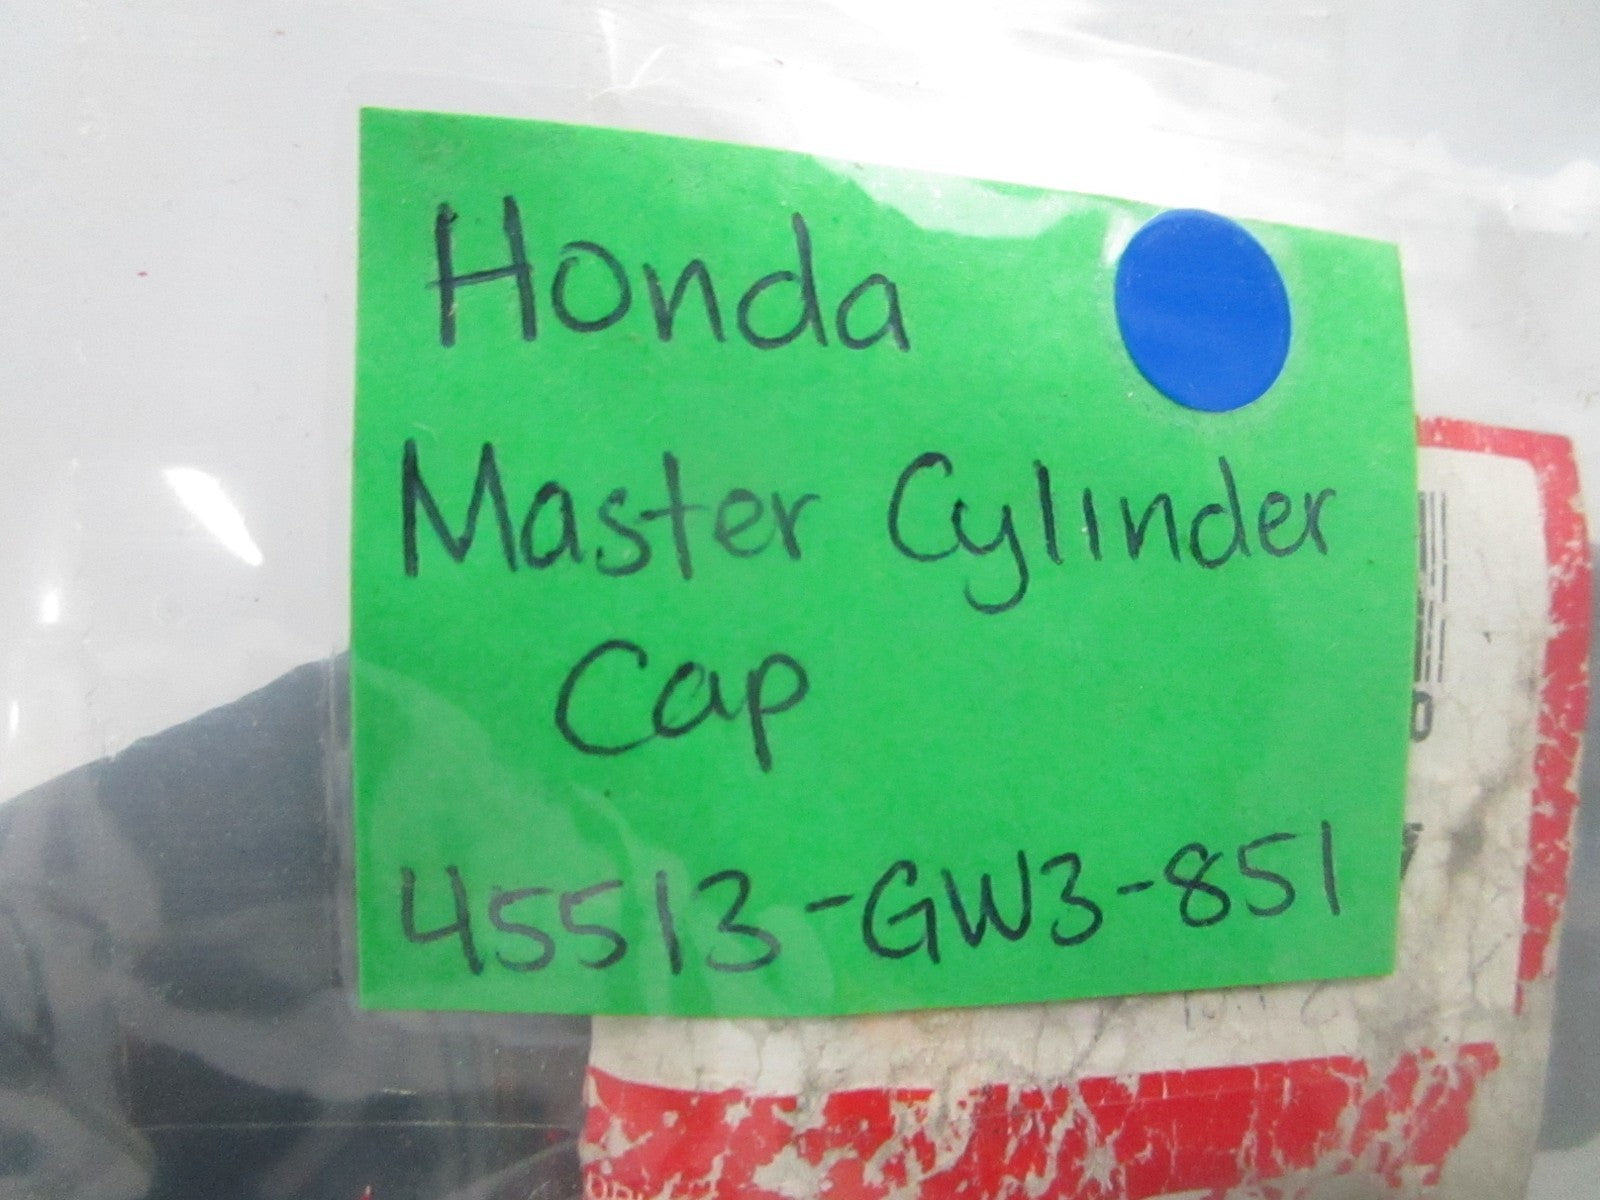 Honda
Master Cylinder
Cap
45513-GW3-851